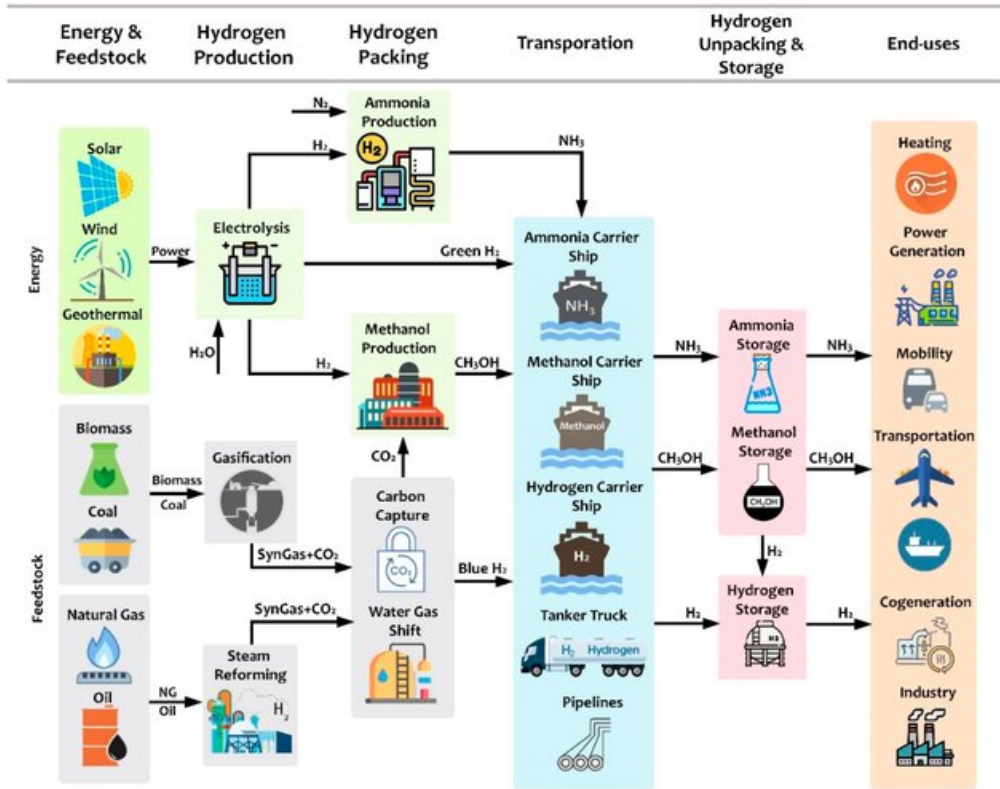 Energy &
Feedstock
Hydrogen
Production
Hydrogen
Packing
Transporation
Hydrogen
Unpacking &
Storage
End-uses
Energy
Feedstock
Solar
Wind
Geothermal
Biomass
Coal
Natural Gas
Oil
Power
H₂O
Biomass
Coal
NG
Oil
Electrolysis
Gasification
Steam
Reforming
H₂
N₂
H₂
H₂
Green H₂
SynGas+CO₂
SynGas+CO₂
Ammonia
Production
H₂
Methanol
Production
CO₂
Carbon
Capture
CO₂
Water Gas
Shift
NH₃
CH₃OH
Blue H₂
Ammonia Carrier
Ship
NH₃
Methanol Carrier
Ship
Methanol
Hydrogen Carrier
Ship
H₂
Tanker Truck
H₂ Hydrogen
Pipelines
NH₃
CH₃OH
H₂
Ammonia
Storage
NH₃
Methanol
Storage
CH₃OH
H₂
Hydrogen
Storage
H₂
NH₃
CH₃OH
H₂
Heating
Power
Generation
Mobility
Transportation
Cogeneration
Industry